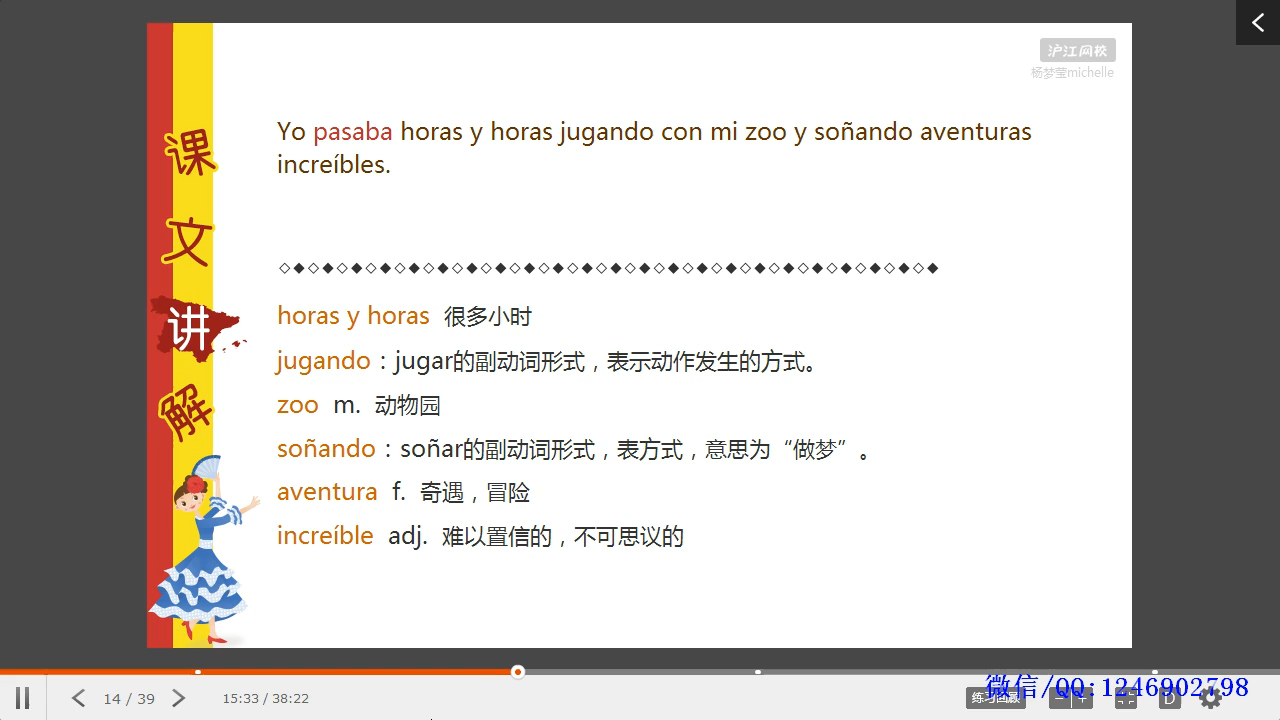 沪江网校
杨梦莹michelle
课文讲解
Yo pasaba horas y horas jugando con mi zoo y soñando aventuras
increíbles.
◇◆◇◆◇◆◇◆◇◆◇◆◇◆◇◆◇◆◇◆◇◆◇◆◇◆◇◆◇◆◇◆◇◆◇◆◇◆◇◆◇◆◇◆◇◆
horas y horas 很多小时
jugando：jugar的副动词形式，表示动作发生的方式。
zoo m. 动物园
soñando：soñar的副动词形式，表方式，意思为“做梦”。
aventura f. 奇遇，冒险
increíble adj. 难以置信的，不可思议的
14 / 39
15:33 / 38:22
练习回顾
微信/QQ:1246902798
D